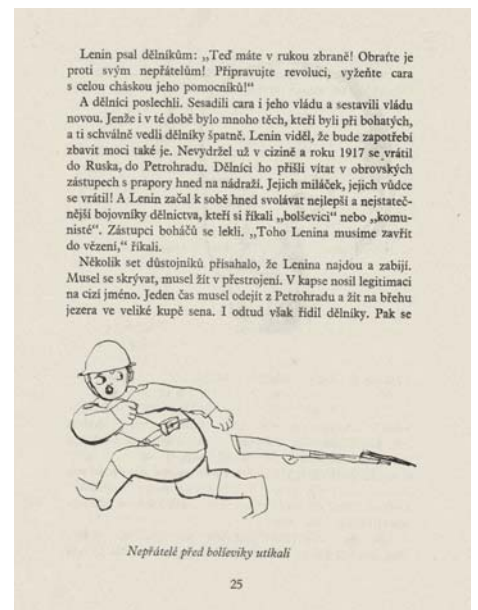 Lenin psal dělníkům: „Teď máte v rukou zbraně! Obraťte je
proti svým nepřátelům! Připravujte revoluci, vyžeňte cara
s celou cháskou jeho pomocníků!“
A dělníci poslechli. Sesadili cara i jeho vládu a sestavili vládu
novou. Jenže i v té době bylo mnoho těch, kteří byli při bohatých,
a ti schválně vedli dělníky špatně. Lenin viděl, že bude zapotřebí
zbavit moci také je. Nevydržel už v cizině a roku 1917 se vrátil
do Ruska, do Petrohradu. Dělníci ho přišli vítat v obrovských
zástupech s prapory hned na nádraží. Jejich miláček, jejich vůdce
se vrátil! A Lenin začal k sobě hned svolávat nejlepší a nejstateč-
nější bojovníky dělnictva, kteří si říkali „bolševici“ nebo „komu-
nisté“. Zástupci boháčů se lekli. „Toho Lenina musíme zavřít
do vězení,“ říkali.
Několik set důstojníků přísahalo, že Lenina najdou a zabijí.
Musel se skrývat, musel žít v přestrojení. V kapse nosil legitimaci
na cizí jméno. Jeden čas musel odejít z Petrohradu a žít na břehu
jezera ve veliké kupě sena. I odtud však řídil dělníky. Pak se
Nepřátelé před bolševiky utíkali
25